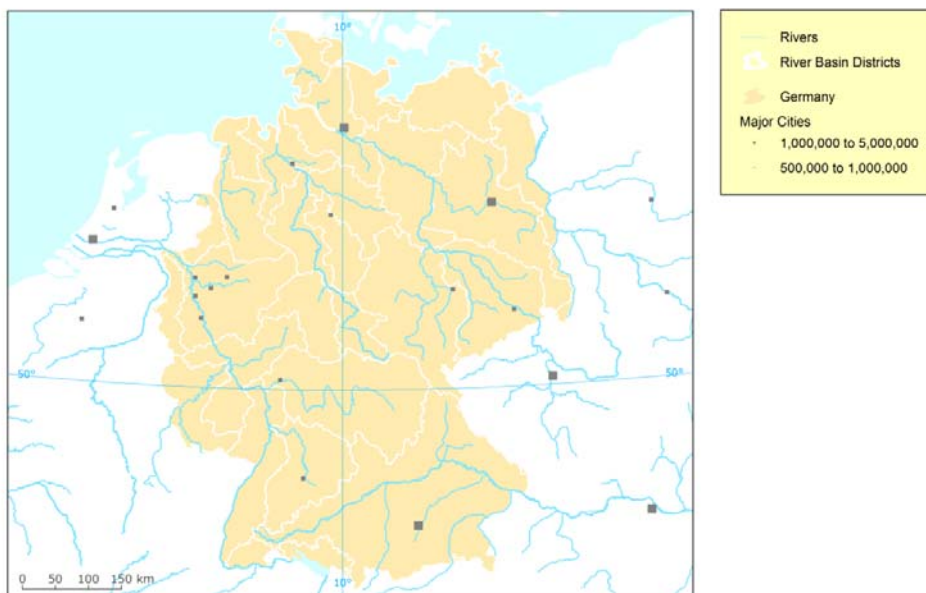 10°
50°
50°
10°
0 50 100 150 km
Rivers
River Basin Districts
Germany
Major Cities
1,000,000 to 5,000,000
500,000 to 1,000,000